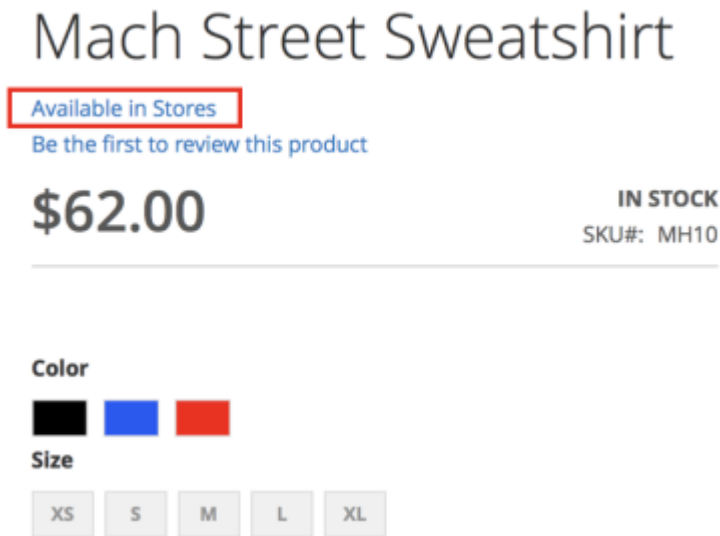 Mach Street Sweatshirt
Available in Stores
Be the first to review this product
$62.00
IN STOCK
SKU#: MH10
Color
Size
XS S M L XL